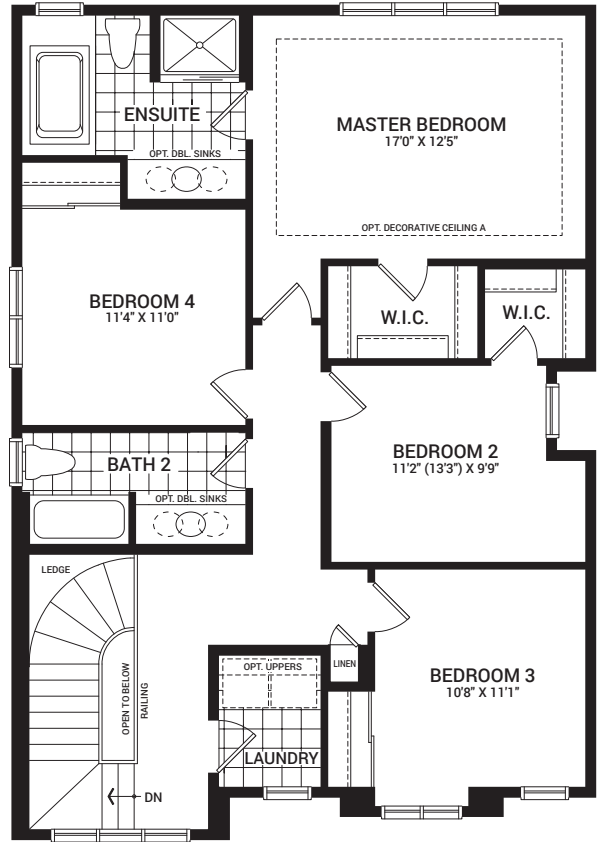 ENSUITE
OPT. DBL. SINKS
MASTER BEDROOM
17'0" X 12'5"
OPT. DECORATIVE CEILING A
BEDROOM 4
11'4" X 11'0"
W.I.C.
W.I.C.
BEDROOM 2
11'2" (13'3") X 9'9"
BATH 2
OPT. DBL. SINKS
LEDGE
OPEN TO BELOW
RAILING
DN
OPT. UPPERS
LAUNDRY
LINEN
BEDROOM 3
10'8" X 11'1"